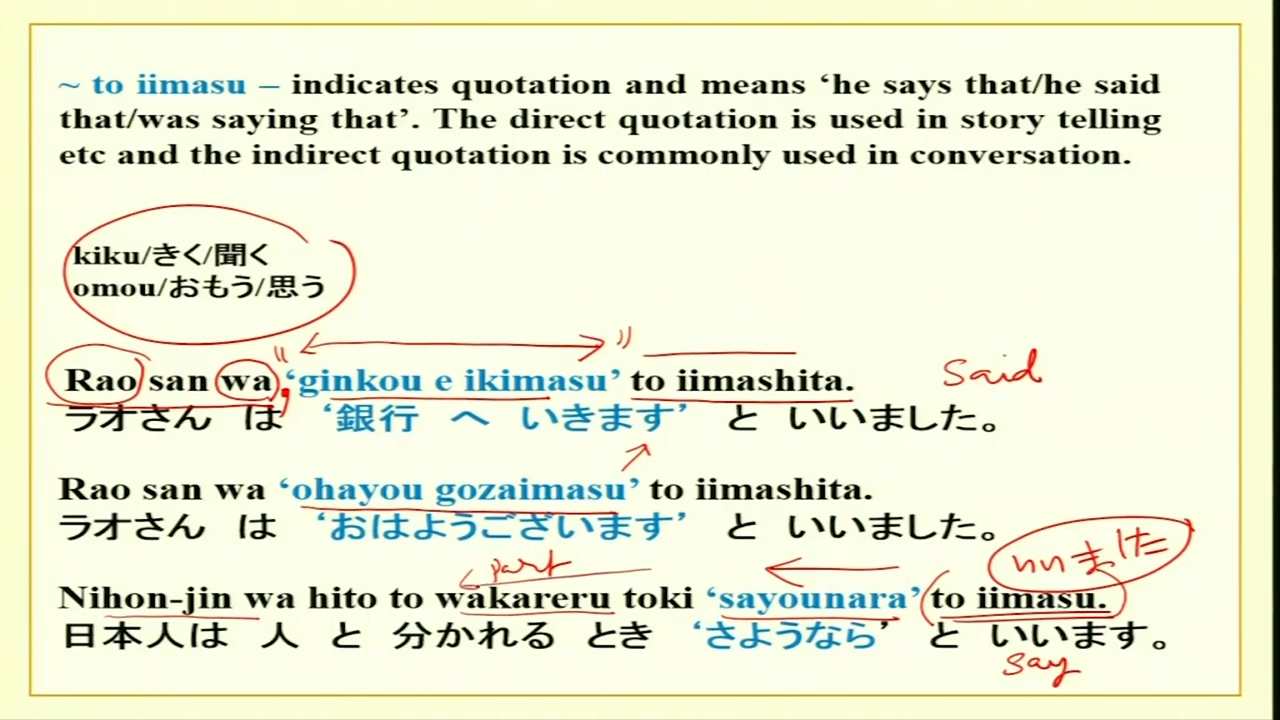 ~ to iimasu – indicates quotation and means ‘he says that/he said
that/was saying that’. The direct quotation is used in story telling
etc and the indirect quotation is commonly used in conversation.
kiku/きく/聞く
omou/おもう/思う
Rao san wa, ‘ginkou e ikimasu’ to iimashita. said
ラオさん は ‘銀行 へ いきます’ と いいました。
Rao san wa ‘ohayou gozaimasu’ to iimashita.
ラオさん は ‘おはようございます’ と いいました。
いいました
part
Nihon-jin wa hito to wakareru toki ‘sayounara’ to iimasu.
日本人は 人 と 分かれる とき ‘さようなら’ と いいます。
say